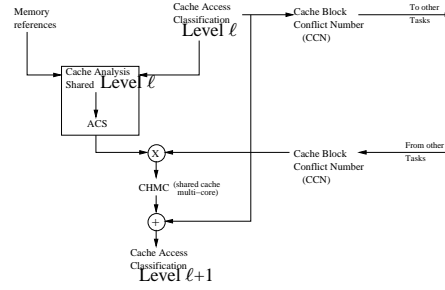 Memory
references
Cache Access
Classification
Level ℓ
Cache Block
Conflict Number
(CCN)
To other
Tasks
Cache Analysis
Shared Level ℓ
ACS
X
CHMC (shared cache
multi−core)
Cache Block
Conflict Number
(CCN)
From other
Tasks
+
Cache Access
Classification
Level ℓ+1